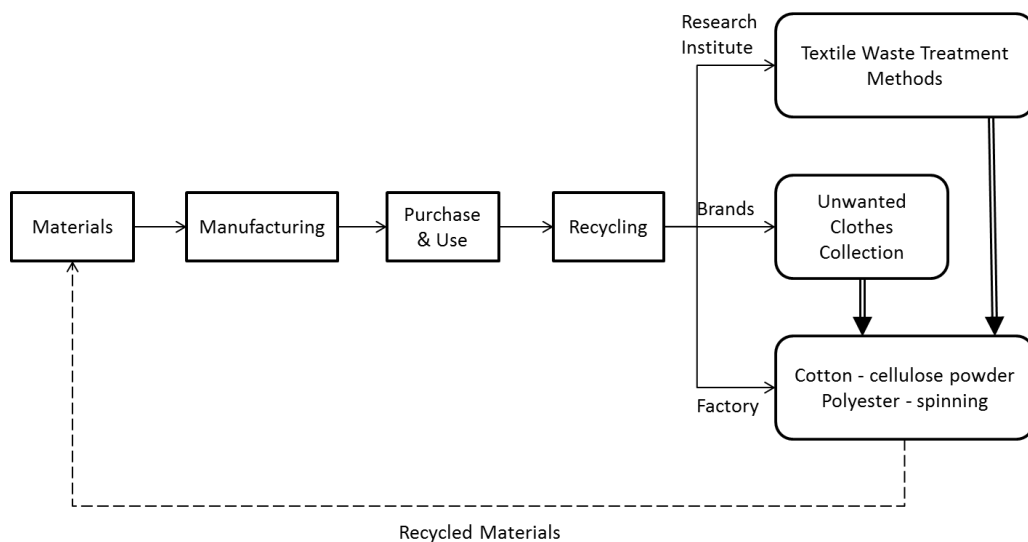 Research
Institute
Textile Waste Treatment
Methods
Materials
Manufacturing
Purchase
& Use
Recycling
Brands
Unwanted
Clothes
Collection
Factory
Cotton - cellulose powder
Polyester - spinning
Recycled Materials